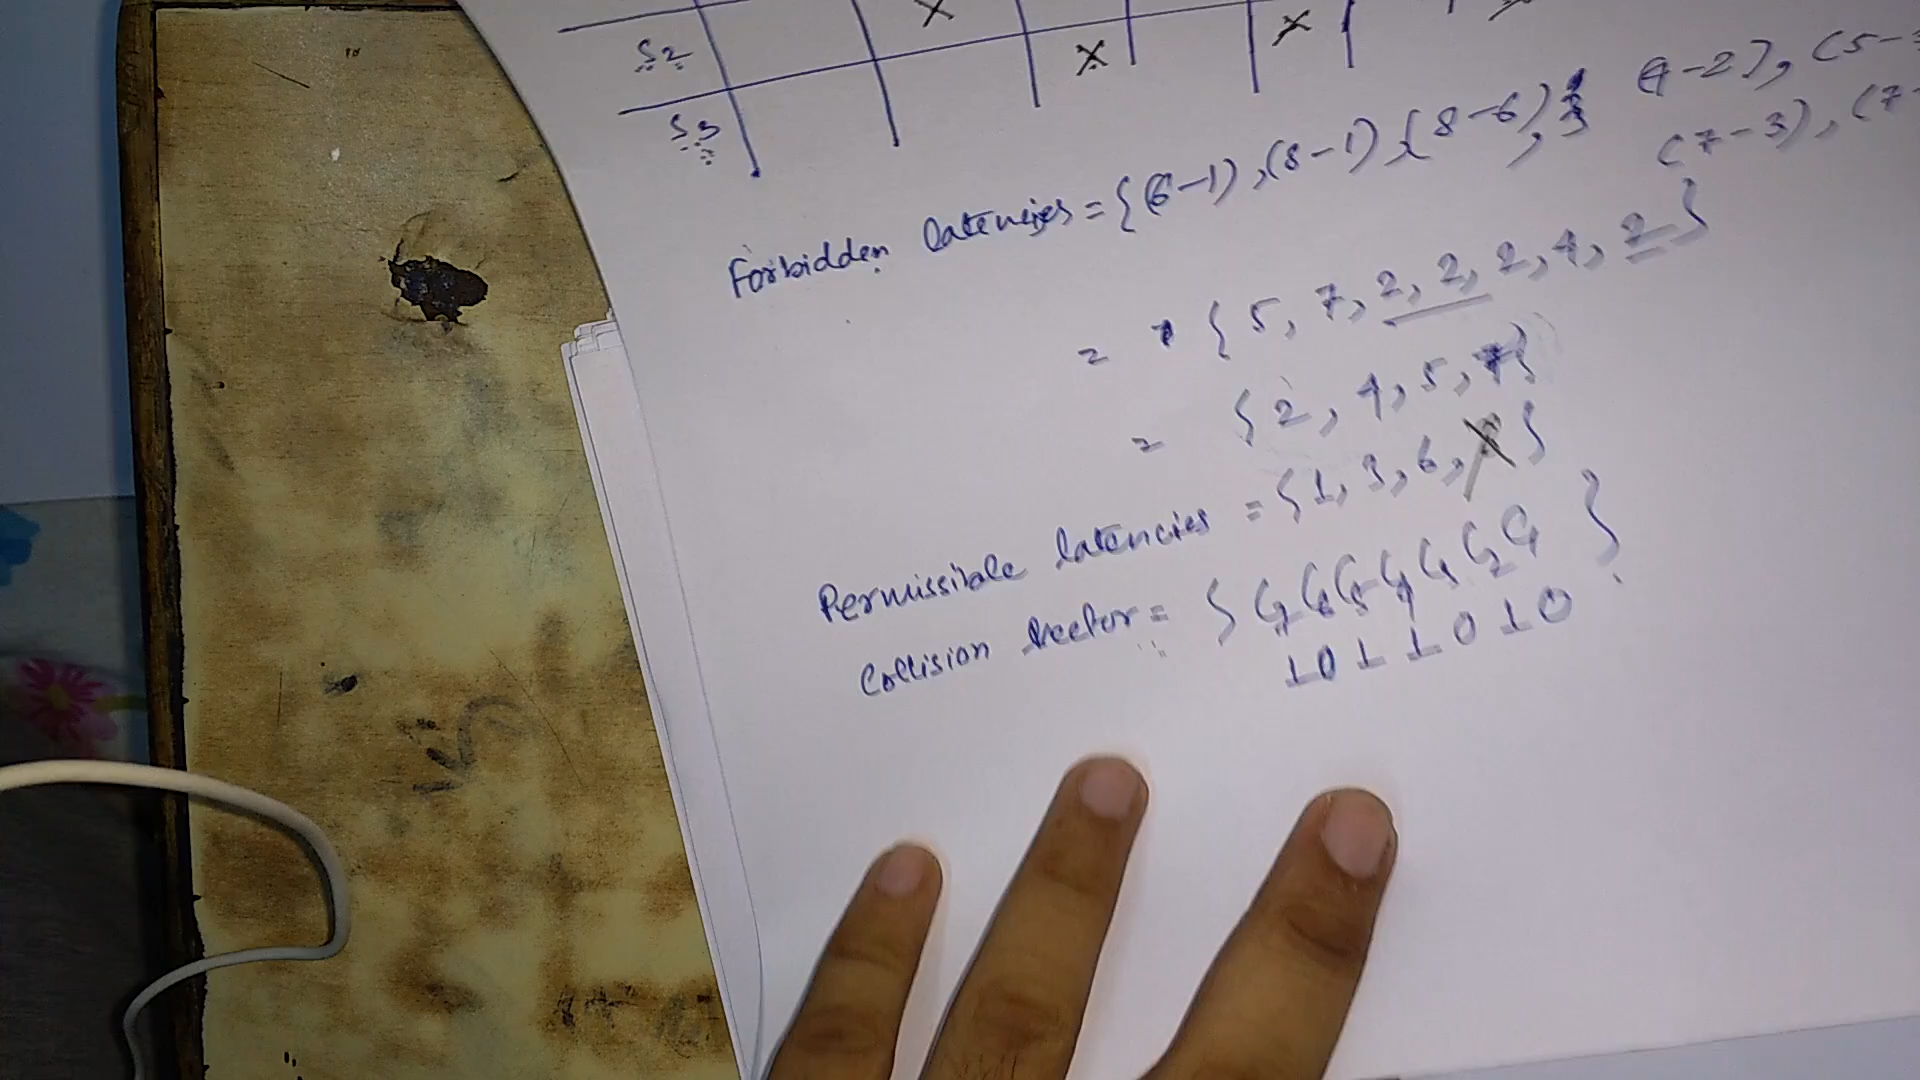 S2 X
S3 X X
Forbidden latencies = { (6-1), (8-1), (8-6), (4-2), (5-
(7-3), (7-
= { 5, 7, 2, 2, 2, 4, 2 }
= { 2, 4, 5, 7 }
Permissible latencies = { 1, 3, 6, }
Collision Vector = { C7 C6 C5 C4 C3 C2 C1 }
1 0 1 1 0 1 0